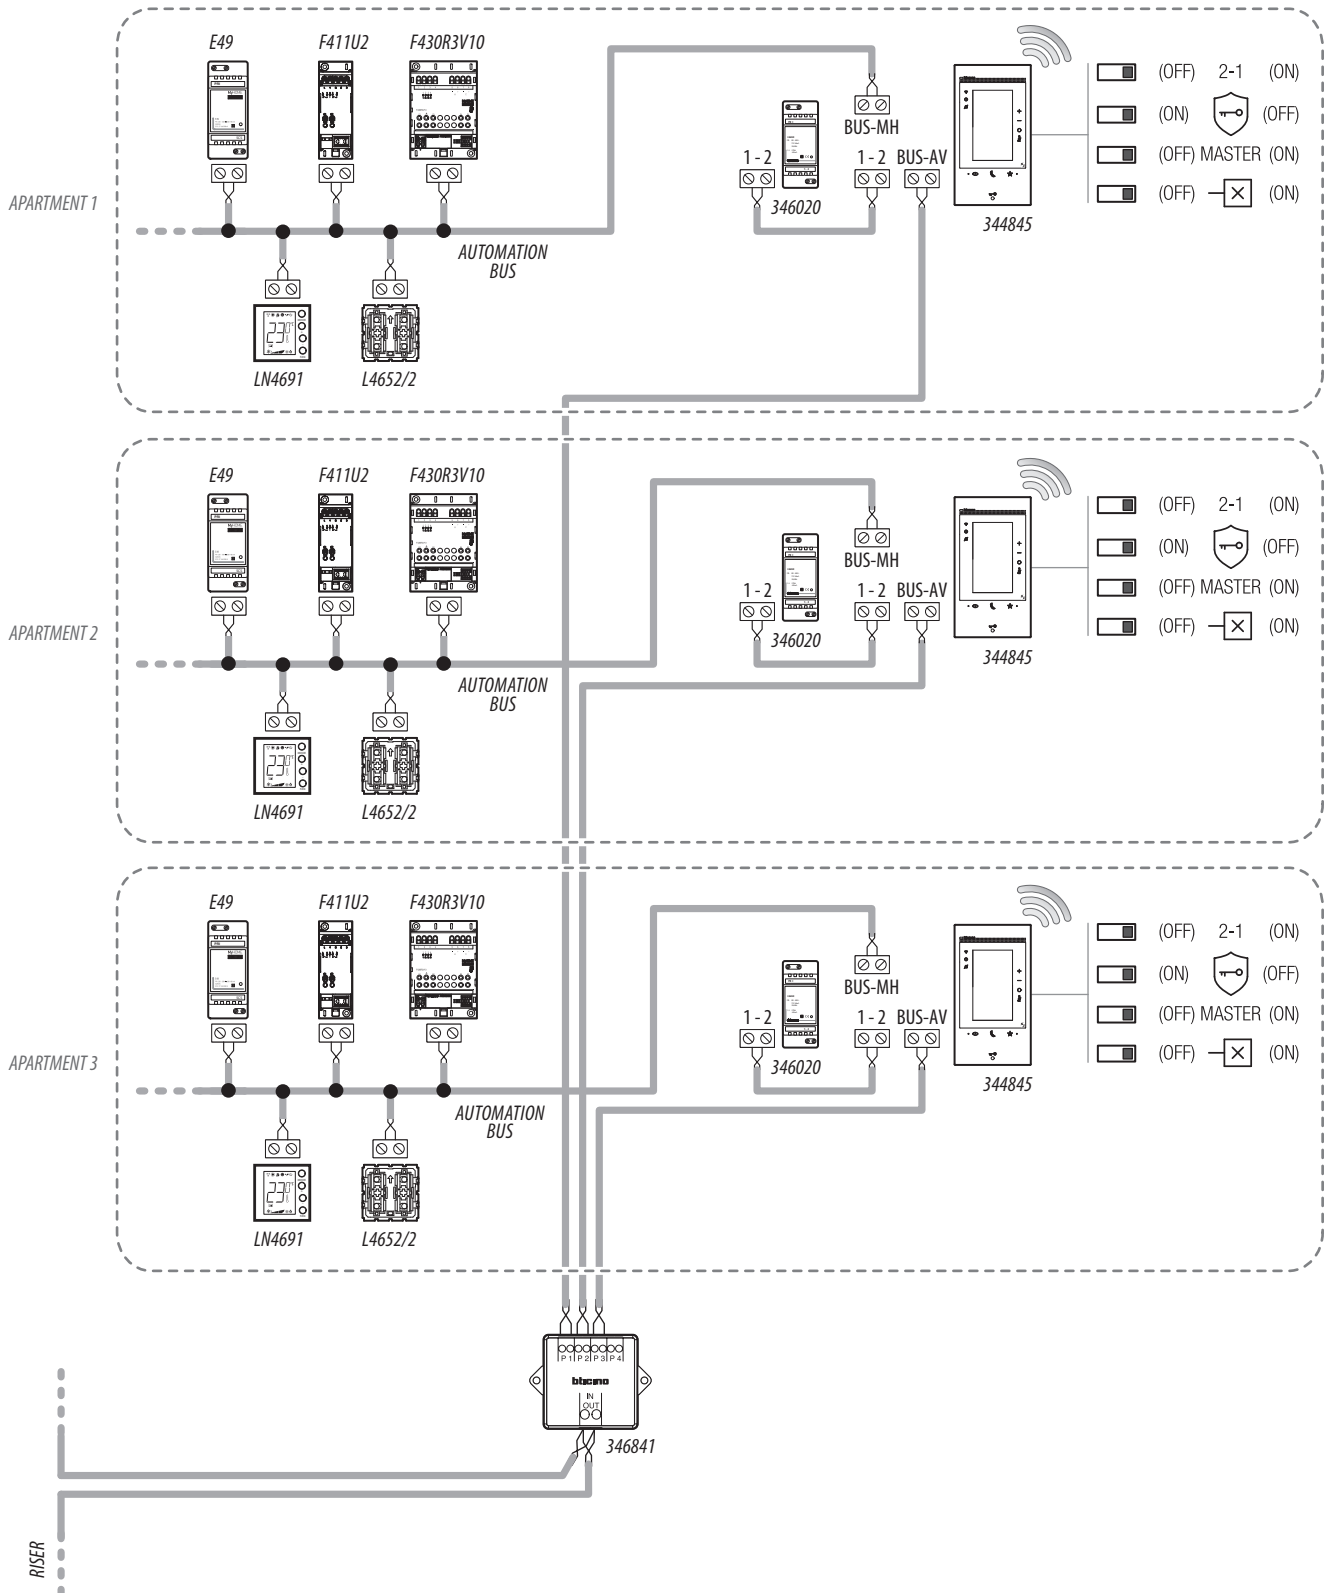 E49 F411U2 F430R3V10
BUS-MH
1 - 2 1 - 2 BUS-AV
346020
344845
(OFF) 2-1 (ON)
(ON) (OFF)
(OFF) MASTER (ON)
(OFF) (ON)
APARTMENT 1
AUTOMATION
BUS
LN4691 L4652/2
E49 F411U2 F430R3V10
BUS-MH
1 - 2 1 - 2 BUS-AV
346020
344845
(OFF) 2-1 (ON)
(ON) (OFF)
(OFF) MASTER (ON)
(OFF) (ON)
APARTMENT 2
AUTOMATION
BUS
LN4691 L4652/2
E49 F411U2 F430R3V10
BUS-MH
1 - 2 1 - 2 BUS-AV
346020
344845
(OFF) 2-1 (ON)
(ON) (OFF)
(OFF) MASTER (ON)
(OFF) (ON)
APARTMENT 3
AUTOMATION
BUS
LN4691 L4652/2
P1 P2 P3 P4
bticino
IN
OUT
346841
RISER